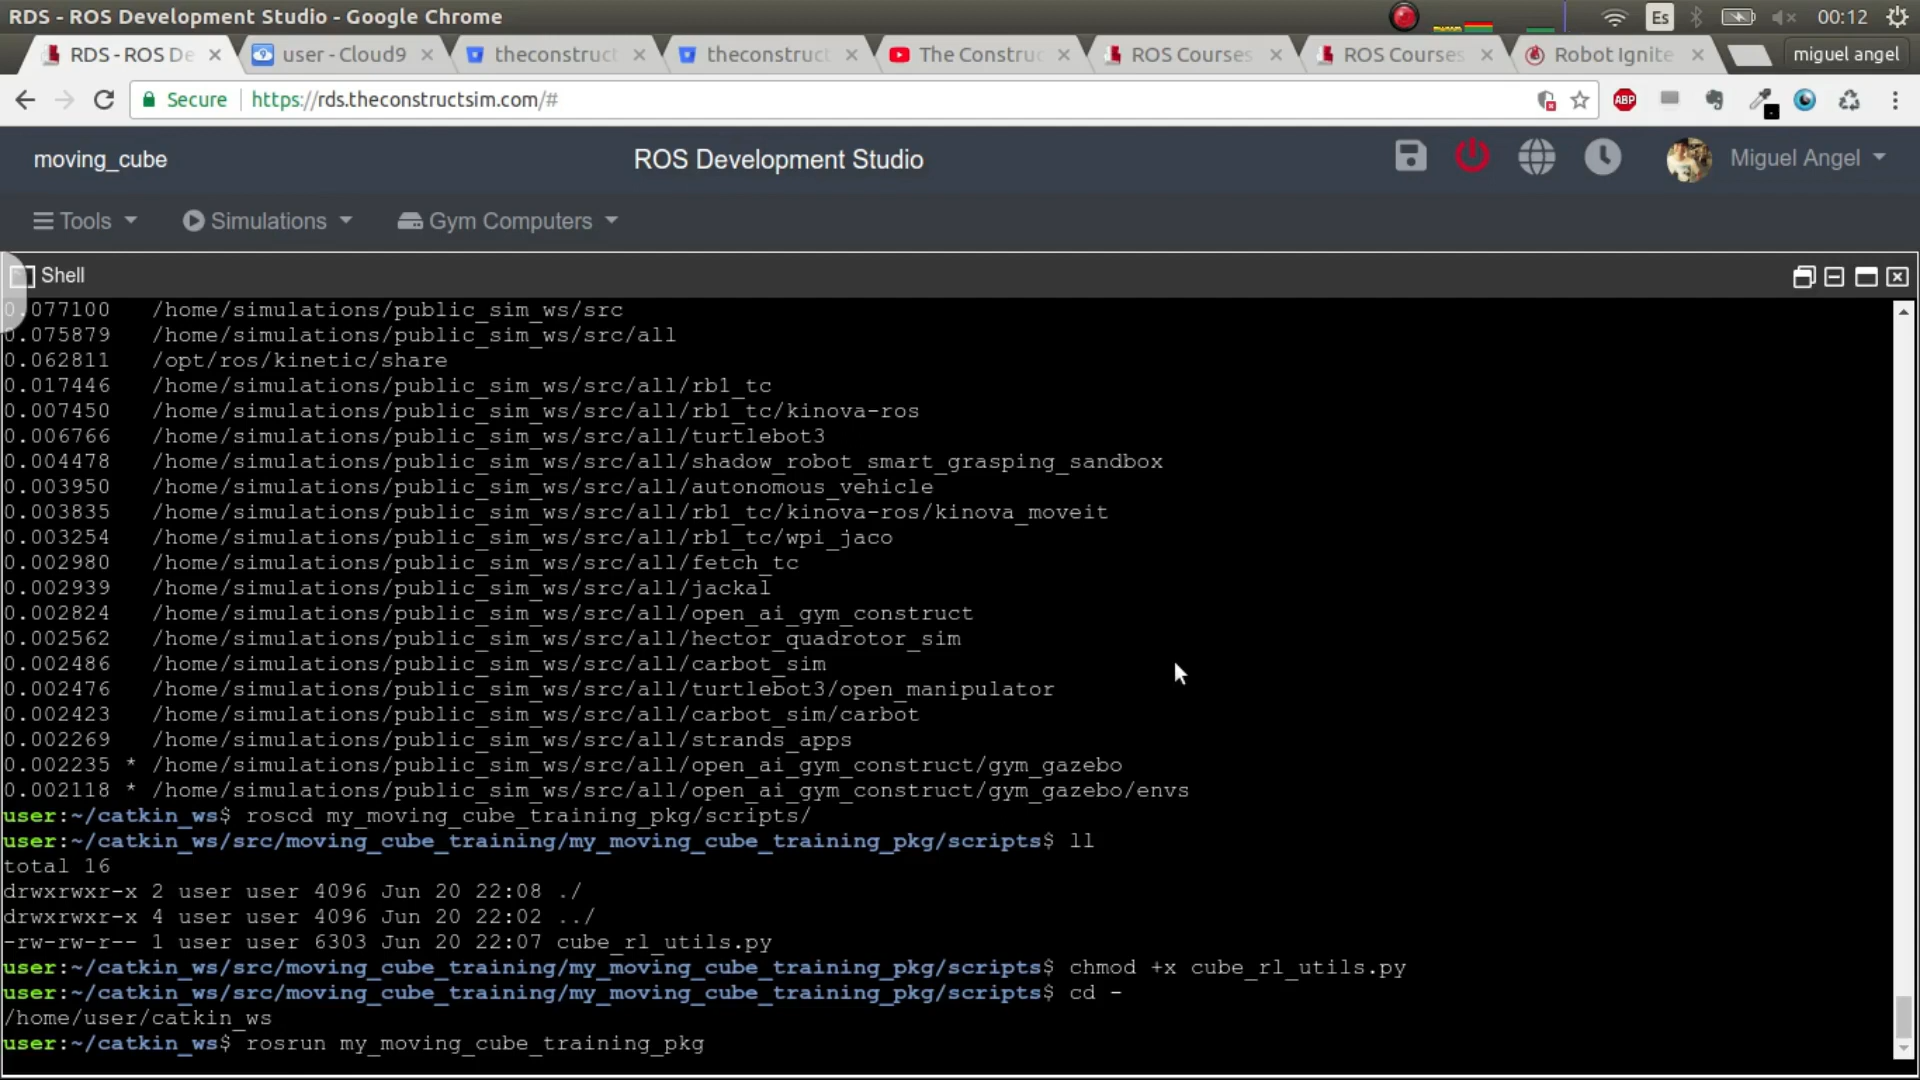 RDS - ROS Development Studio - Google Chrome
Es
00:12
RDS - ROS De
user - Cloud9
theconstruct
theconstruct
The Construc
ROS Courses
ROS Courses
Robot Ignite
miguel angel
Secure
https://rds.theconstructsim.com/#
ABP
moving_cube
ROS Development Studio
Miguel Angel
Tools
Simulations
Gym Computers
Shell
0.077100   /home/simulations/public_sim_ws/src
0.075879   /home/simulations/public_sim_ws/src/all
0.062811   /opt/ros/kinetic/share
0.017446   /home/simulations/public_sim_ws/src/all/rb1_tc
0.007450   /home/simulations/public_sim_ws/src/all/rb1_tc/kinova-ros
0.006766   /home/simulations/public_sim_ws/src/all/turtlebot3
0.004478   /home/simulations/public_sim_ws/src/all/shadow_robot_smart_grasping_sandbox
0.003950   /home/simulations/public_sim_ws/src/all/autonomous_vehicle
0.003835   /home/simulations/public_sim_ws/src/all/rb1_tc/kinova-ros/kinova_moveit
0.003254   /home/simulations/public_sim_ws/src/all/rb1_tc/wpi_jaco
0.002980   /home/simulations/public_sim_ws/src/all/fetch_tc
0.002939   /home/simulations/public_sim_ws/src/all/jackal
0.002824   /home/simulations/public_sim_ws/src/all/open_ai_gym_construct
0.002562   /home/simulations/public_sim_ws/src/all/hector_quadrotor_sim
0.002486   /home/simulations/public_sim_ws/src/all/carbot_sim
0.002476   /home/simulations/public_sim_ws/src/all/turtlebot3/open_manipulator
0.002423   /home/simulations/public_sim_ws/src/all/carbot_sim/carbot
0.002269   /home/simulations/public_sim_ws/src/all/strands_apps
0.002235 * /home/simulations/public_sim_ws/src/all/open_ai_gym_construct/gym_gazebo
0.002118 * /home/simulations/public_sim_ws/src/all/open_ai_gym_construct/gym_gazebo/envs
user:~/catkin_ws$ roscd my_moving_cube_training_pkg/scripts/
user:~/catkin_ws/src/moving_cube_training/my_moving_cube_training_pkg/scripts$ ll
total 16
drwxrwxr-x 2 user user 4096 Jun 20 22:08 ./
drwxrwxr-x 4 user user 4096 Jun 20 22:02 ../
-rw-rw-r-- 1 user user 6303 Jun 20 22:07 cube_rl_utils.py
user:~/catkin_ws/src/moving_cube_training/my_moving_cube_training_pkg/scripts$ chmod +x cube_rl_utils.py
user:~/catkin_ws/src/moving_cube_training/my_moving_cube_training_pkg/scripts$ cd -
/home/user/catkin_ws
user:~/catkin_ws$ rosrun my_moving_cube_training_pkg